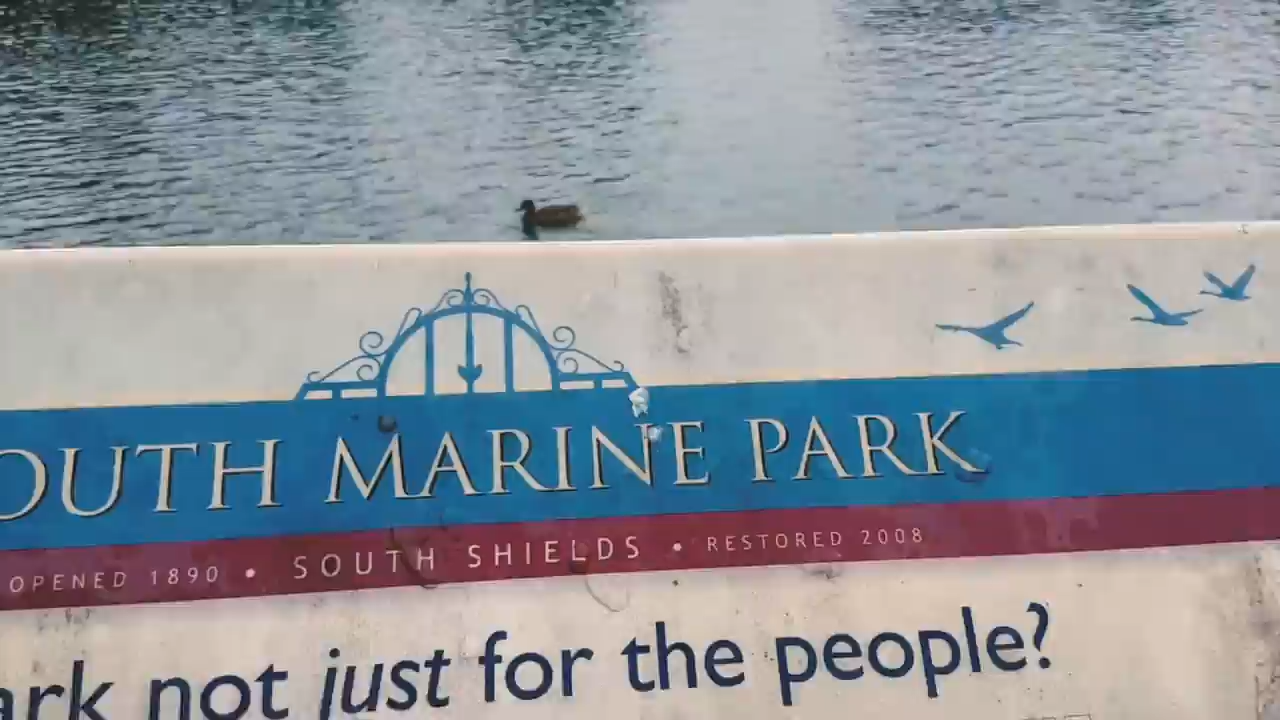 OUTH MARINE PARK
OPENED 1890 • SOUTH SHIELDS • RESTORED 2008
ark not just for the people?